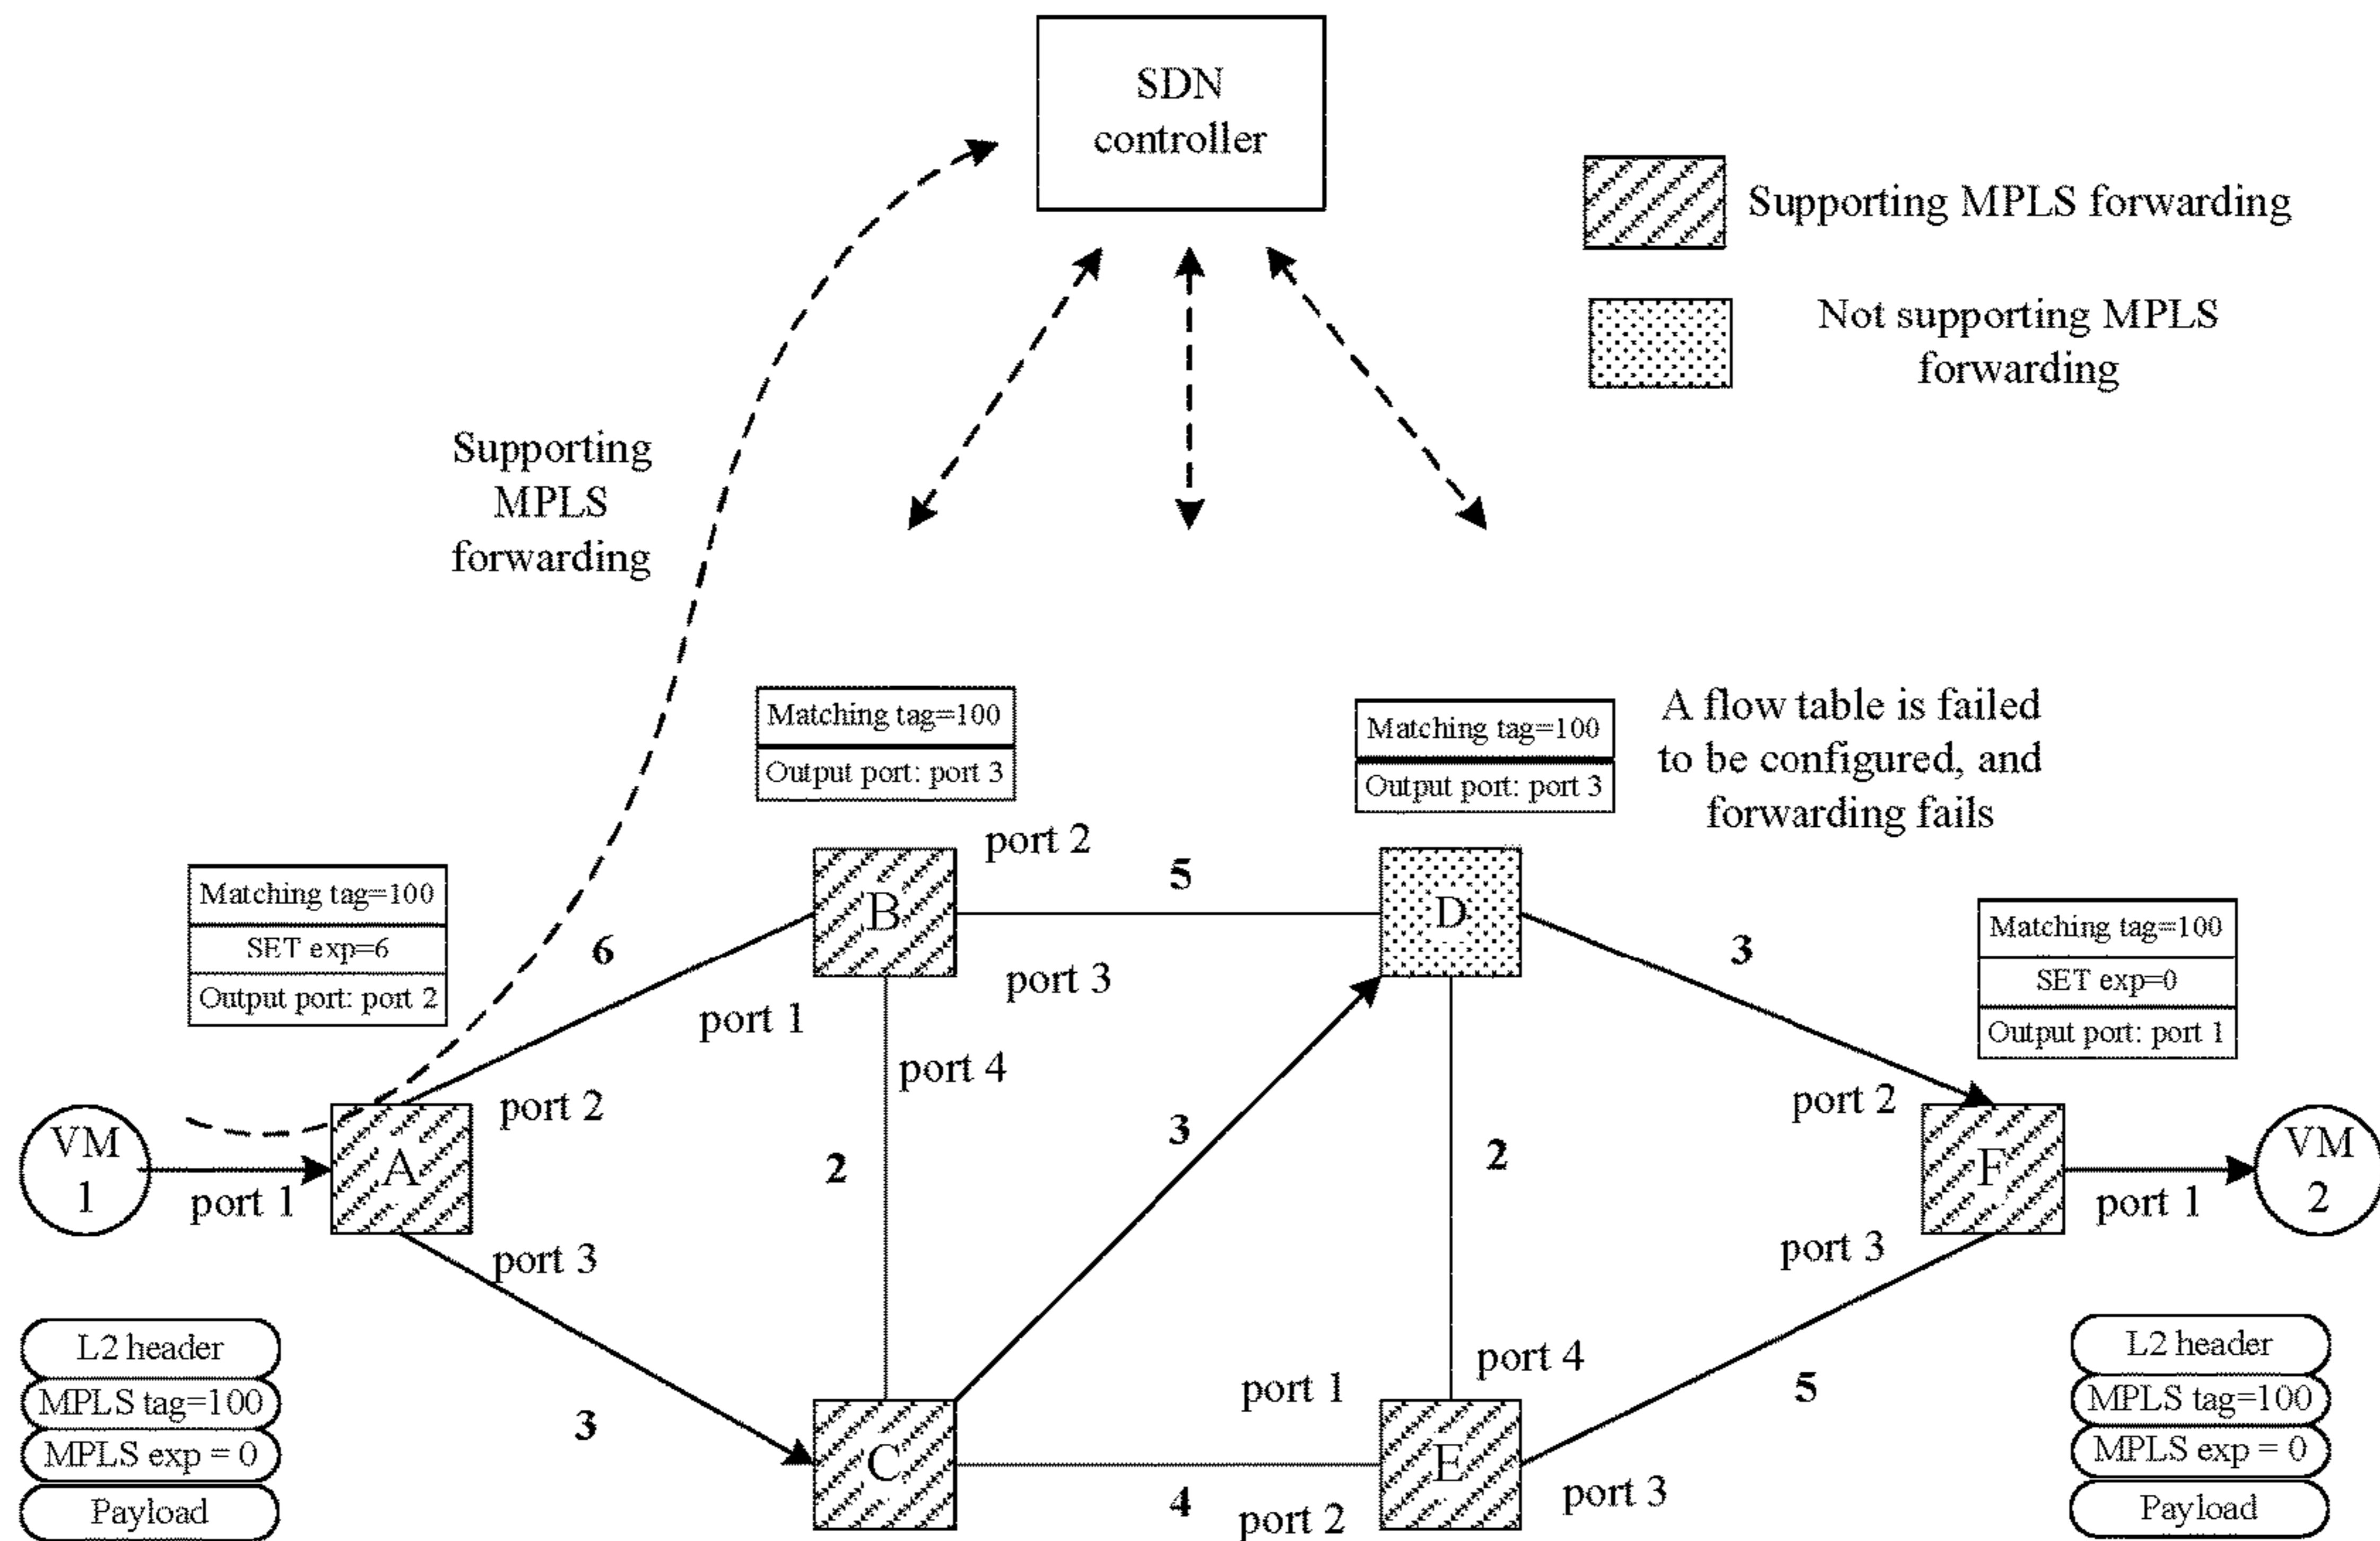 SDN
controller
Supporting MPLS forwarding
Not supporting MPLS
forwarding
Supporting
MPLS
forwarding
Matching tag=100
Output port: port 3
Matching tag=100
Output port: port 3
A flow table is failed
to be configured, and
forwarding fails
Matching tag=100
SET exp=6
Output port: port 2
Matching tag=100
SET exp=0
Output port: port 1
port 2
5
B
D
6
3
port 3
port 1
port 4
port 2
port 2
VM
1
port 1
A
3
2
2
F
port 1
VM
2
port 3
port 3
port 1
port 4
3
5
C
E
4
port 2
port 3
L2 header
MPLS tag=100
MPLS exp = 0
Payload
L2 header
MPLS tag=100
MPLS exp = 0
Payload